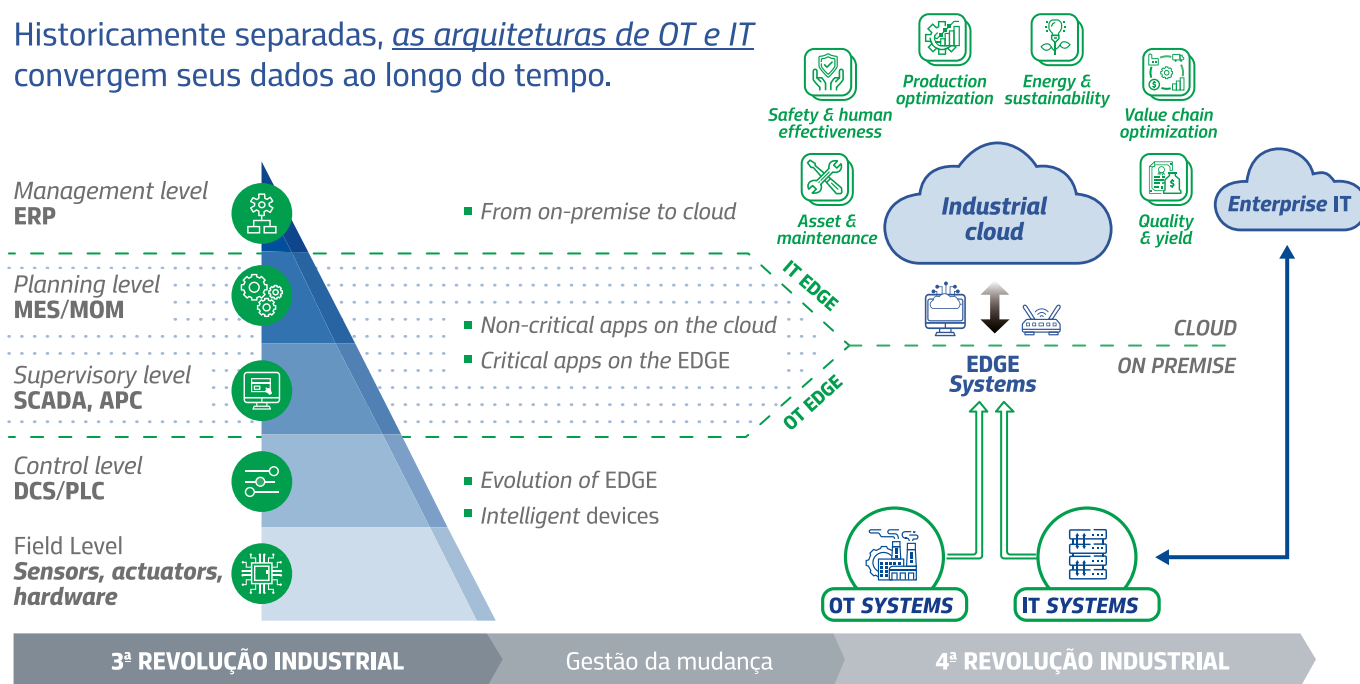 Historicamente separadas, as arquiteturas de OT e IT
convergem seus dados ao longo do tempo.
Management level
ERP
Planning level
MES/MOM
Supervisory level
SCADA, APC
Control level
DCS/PLC
Field Level
Sensors, actuators,
hardware
From on-premise to cloud
Non-critical apps on the cloud
Critical apps on the EDGE
Evolution of EDGE
Intelligent devices
IT EDGE
OT EDGE
Safety & human
effectiveness
Production
optimization
Energy &
sustainability
Value chain
optimization
Asset &
maintenance
Industrial
cloud
Quality
& yield
Enterprise IT
CLOUD
ON PREMISE
EDGE
Systems
OT SYSTEMS
IT SYSTEMS
3ª REVOLUÇÃO INDUSTRIAL
Gestão da mudança
4ª REVOLUÇÃO INDUSTRIAL